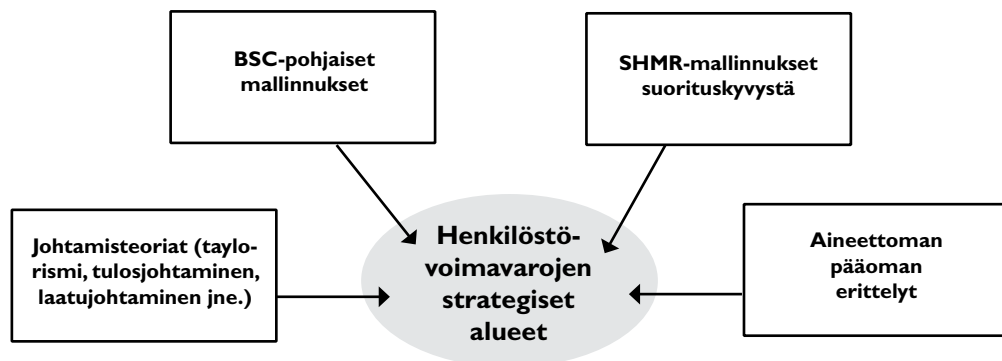 BSC-pohjaiset
mallinnukset
SHMR-mallinnukset
suorituskyvystä
Johtamisteoriat (taylo-
rismi, tulosjohtaminen,
laatujohtaminen jne.)
Henkilöstö-
voimavarojen
strategiset
alueet
Aineettoman
pääoman
erittelyt